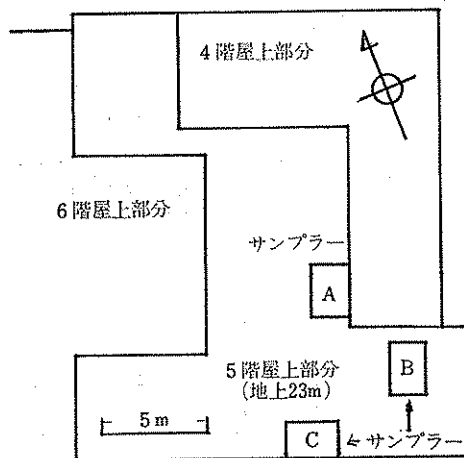 4階屋上部分
6階屋上部分
サンプラー
A
5階屋上部分
(地上23m)
B
5m
C
←サンプラー